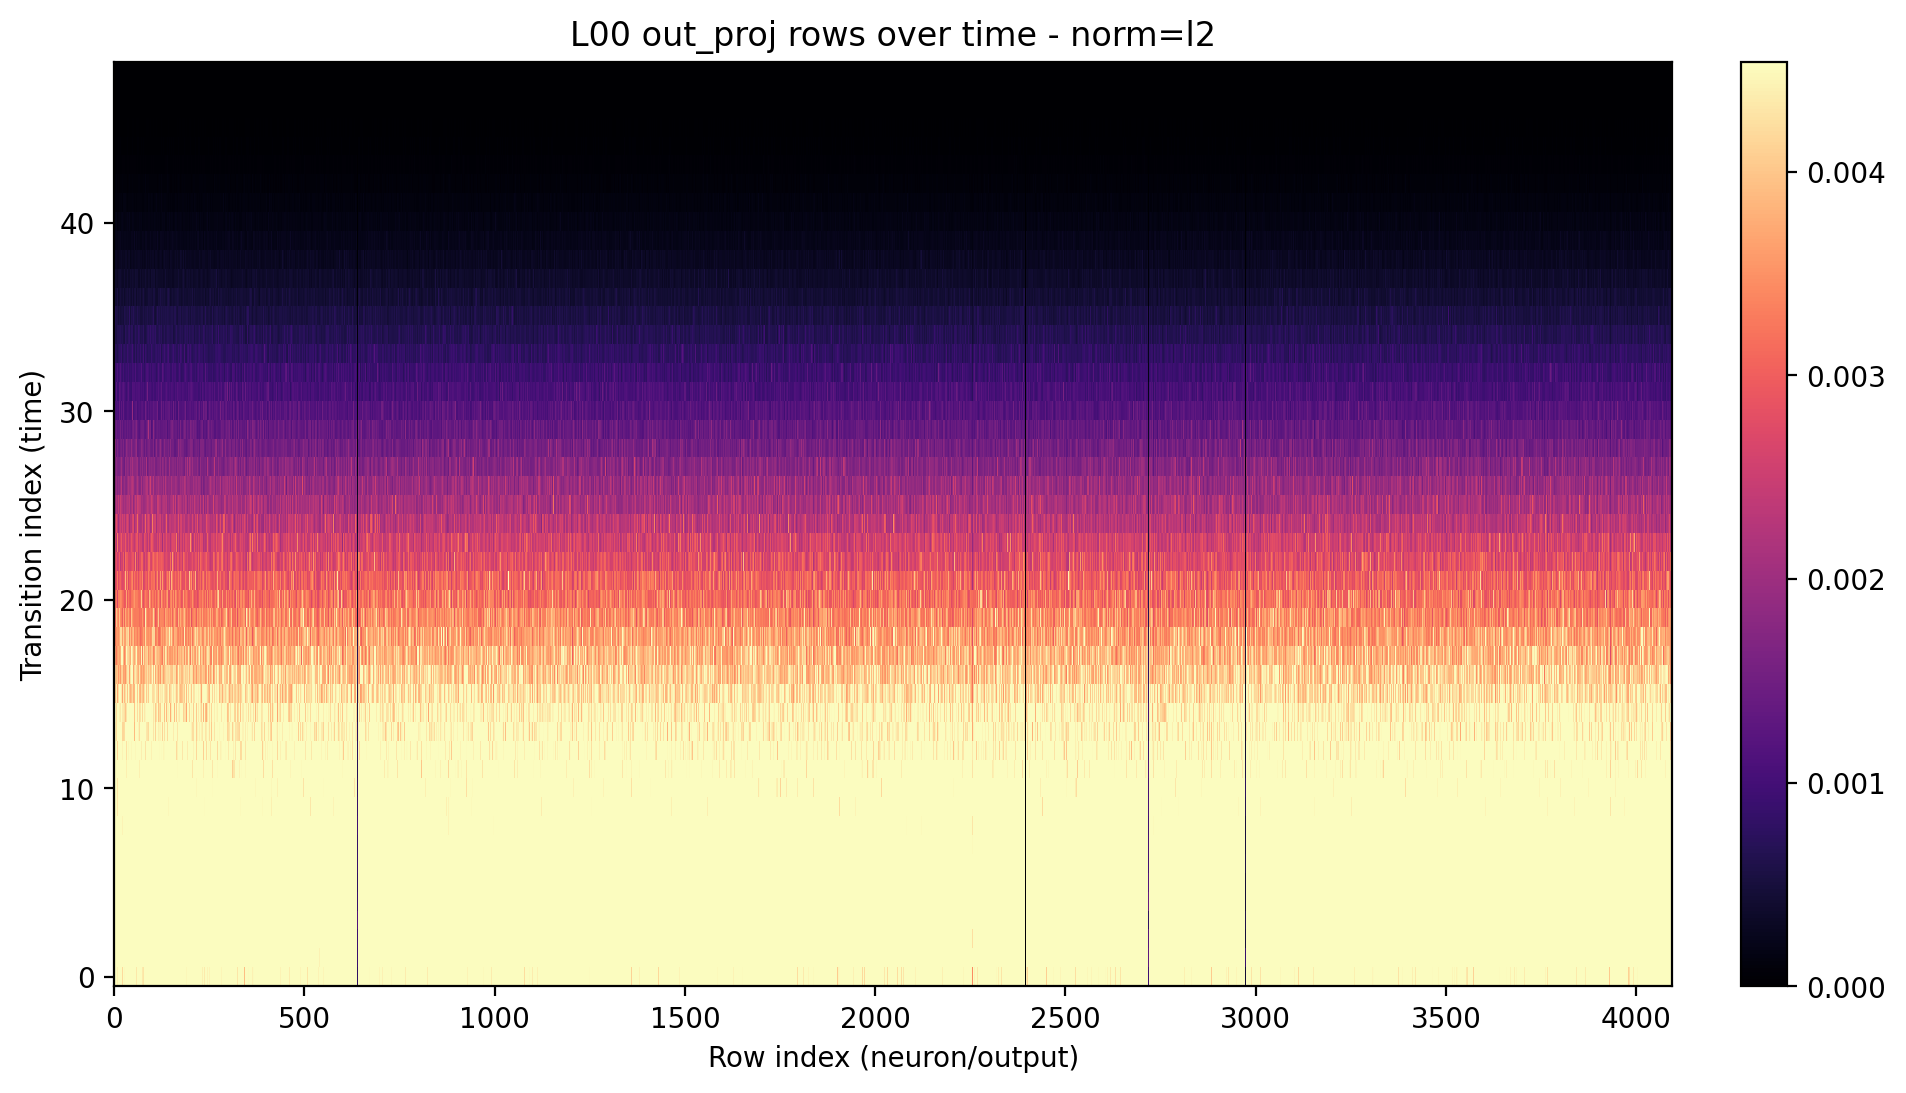 L00 out_proj rows over time - norm=l2
Transition index (time)
40
30
20
10
0
0 500 1000 1500 2000 2500 3000 3500 4000
Row index (neuron/output)
0.004
0.003
0.002
0.001
0.000